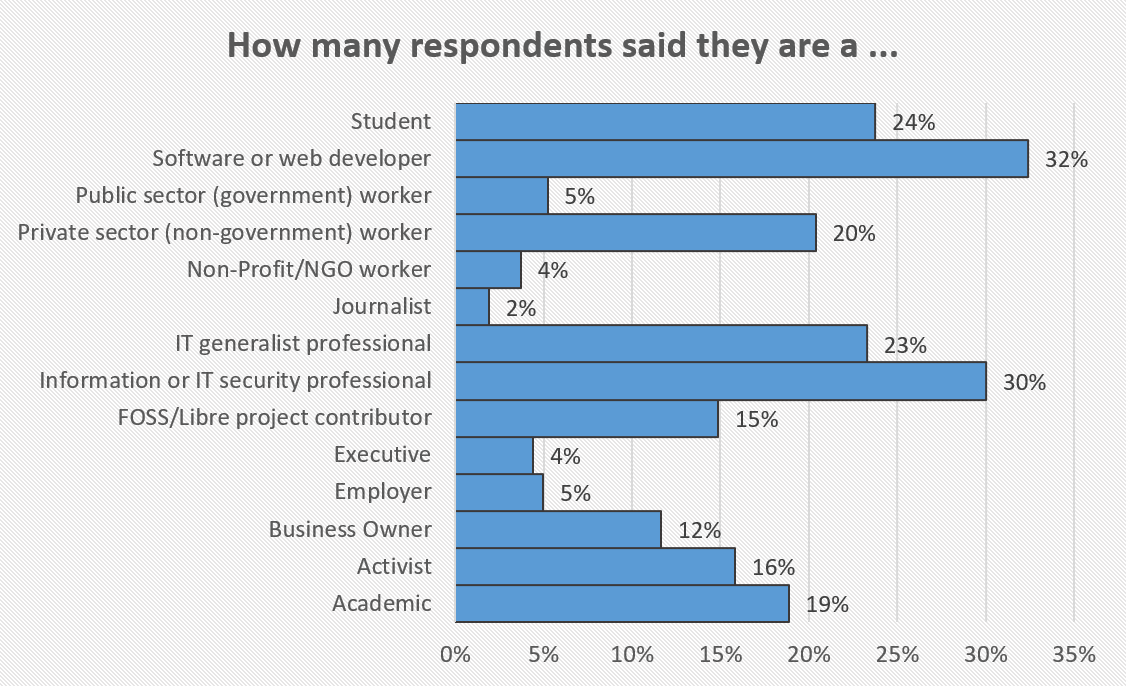 How many respondents said they are a ...
Student 24%
Software or web developer 32%
Public sector (government) worker 5%
Private sector (non-government) worker 20%
Non-Profit/NGO worker 4%
Journalist 2%
IT generalist professional 23%
Information or IT security professional 30%
FOSS/Libre project contributor 15%
Executive 4%
Employer 5%
Business Owner 12%
Activist 16%
Academic 19%
0% 5% 10% 15% 20% 25% 30% 35%